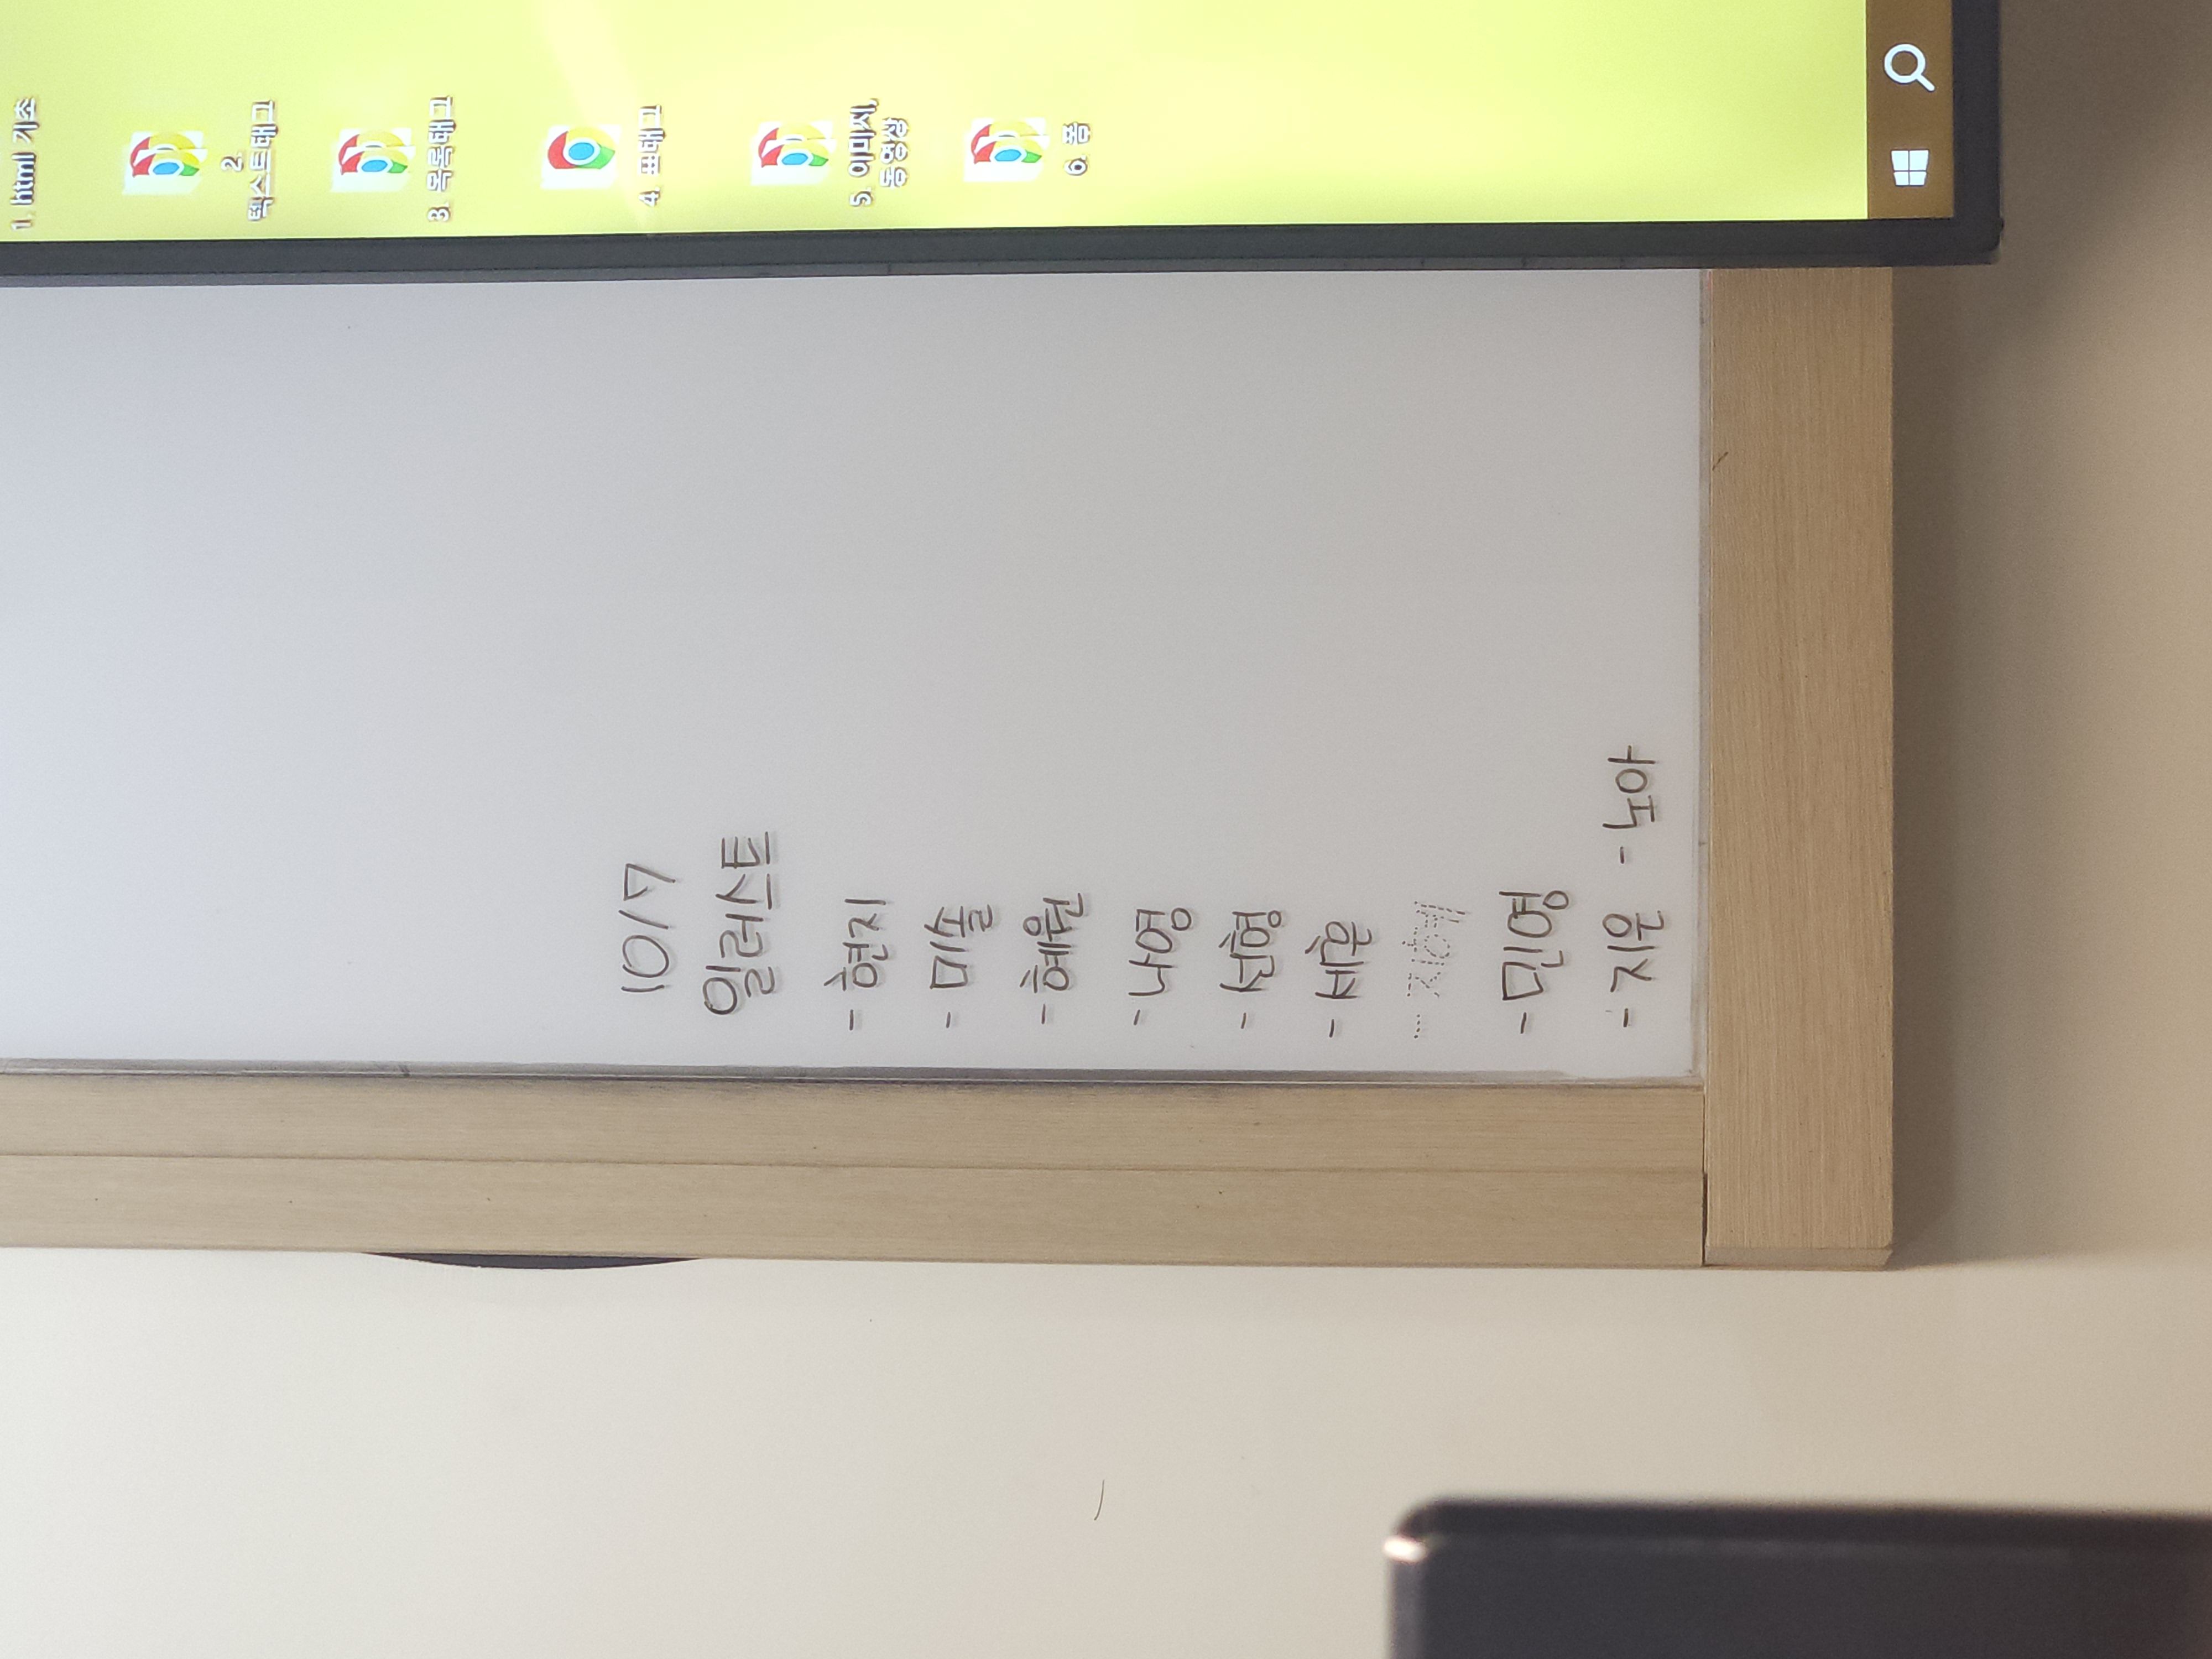 10/7
일러스트
- 현지
- 미솔
- 혜원
- 나영
- 선형
- 세훈
- 지혜
- 민영
- 지은 - 노아
1. html 기초
2.
텍스트태그
3. 목록태그
4. 표태그
5. 이미지,
동영상
6. 폼